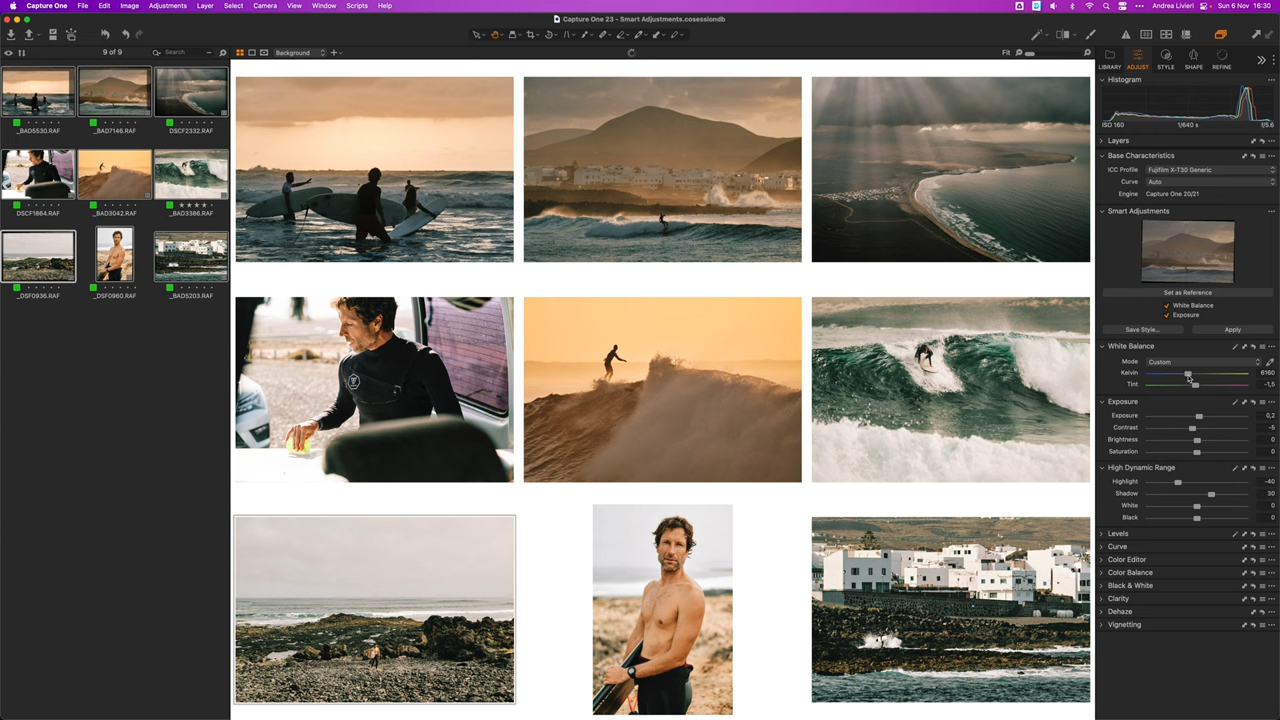 Capture One File Edit Image Adjustments Layer Select Camera View Windows Scripts Help Andrea Livieri Sun 6 Nov 16:30
Capture One 23 - Smart Adjustments.cosessiondb
9 of 9 Search Background Fit
LIBRARY ADJUST STYLE SHAPE REFINE
Histogram
ISO 160 1/640 s f/5.6
Layers
Base Characteristics
ICC Profile Fujifilm X-T30 Generic
Curve Auto
Engine Capture One 20/21
Smart Adjustments
Set as Reference
White Balance
Exposure
Save Style... Apply
White Balance
Mode Custom
Kelvin 6160
Tint -1,5
Exposure
Exposure 0,2
Contrast -5
Brightness 0
Saturation 0
High Dynamic Range
Highlight -40
Shadow 30
White 0
Black 0
Levels
Curve
Color Editor
Color Balance
Black & White
Clarity
Dehaze
Vignetting
_BAD5530.RAF _BAD7146.RAF DSCF2332.RAF
DSCF1864.RAF _BAD3042.RAF _BAD3386.RAF
_DSF0936.RAF _DSF0960.RAF _BAD5203.RAF